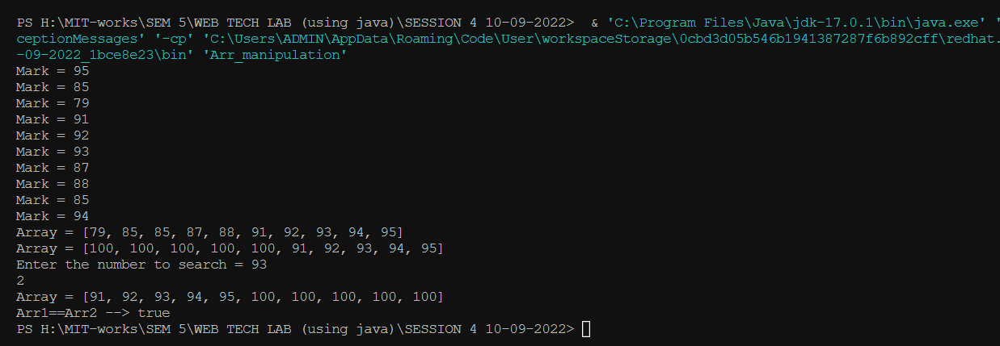 PS H:\MIT-works\SEM 5\WEB TECH LAB (using java)\SESSION 4 10-09-2022>  & 'C:\Program Files\Java\jdk-17.0.1\bin\java.exe' '
ceptionMessages' '-cp' 'C:\Users\ADMIN\AppData\Roaming\Code\User\workspaceStorage\0cbd3d05b546b1941387287f6b892cff\redhat.
-09-2022_1bce8e23\bin' 'Arr_manipulation'
Mark = 95
Mark = 85
Mark = 79
Mark = 91
Mark = 92
Mark = 93
Mark = 87
Mark = 88
Mark = 85
Mark = 94
Array = [79, 85, 85, 87, 88, 91, 92, 93, 94, 95]
Array = [100, 100, 100, 100, 100, 91, 92, 93, 94, 95]
Enter the number to search = 93
2
Array = [91, 92, 93, 94, 95, 100, 100, 100, 100, 100]
Arr1==Arr2 --> true
PS H:\MIT-works\SEM 5\WEB TECH LAB (using java)\SESSION 4 10-09-2022>